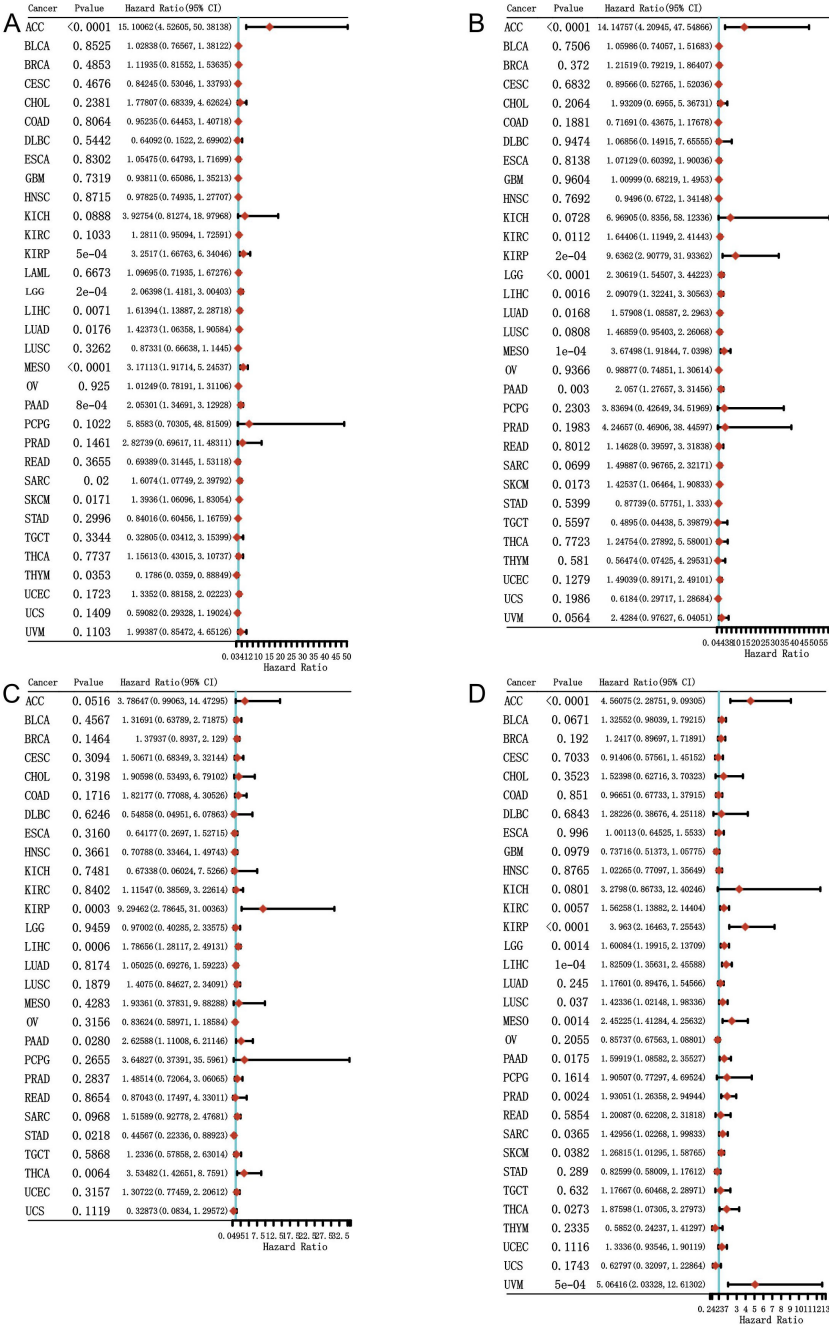 A
Cancer Pvalue Hazard Ratio(95% CI)
ACC <0.0001 15.10062(4.52605,50.38138)
BLCA 0.8525 1.02838(0.76567,1.38122)
BRCA 0.4853 1.11935(0.81552,1.53635)
CESC 0.4676 0.84245(0.53046,1.33793)
CHOL 0.2381 1.77807(0.68339,4.62624)
COAD 0.8064 0.95235(0.64453,1.40718)
DLBC 0.5442 0.64092(0.1522,2.69902)
ESCA 0.8302 1.05475(0.64793,1.71699)
GBM 0.7319 0.93811(0.65086,1.35213)
HNSC 0.8715 0.97825(0.74935,1.27707)
KICH 0.0888 3.92754(0.81274,18.97968)
KIRC 0.1033 1.2811(0.95094,1.72591)
KIRP 5e-04 3.2517(1.66763,6.34046)
LAML 0.6673 1.09695(0.71935,1.67276)
LGG 2e-04 2.06398(1.4181,3.00403)
LIHC 0.0071 1.61394(1.13887,2.28718)
LUAD 0.0176 1.42373(1.06358,1.90584)
LUSC 0.3262 0.87331(0.66638,1.1445)
MESO <0.0001 3.17113(1.91714,5.24537)
OV 0.925 1.01249(0.78191,1.31106)
PAAD 8e-04 2.05301(1.34691,3.12928)
PCPG 0.1022 5.8583(0.70305,48.81509)
PRAD 0.1461 2.82739(0.69617,11.48311)
READ 0.3655 0.69389(0.31445,1.53118)
SARC 0.02 1.6074(1.07749,2.39792)
SKCM 0.0171 1.3936(1.06096,1.83054)
STAD 0.2996 0.84016(0.60456,1.16759)
TGCT 0.3344 0.32805(0.03412,3.15399)
THCA 0.7737 1.15613(0.43015,3.10737)
THYM 0.0353 0.1786(0.0359,0.88849)
UCEC 0.1723 1.3352(0.88158,2.02223)
UCS 0.1409 0.59082(0.29328,1.19024)
UVM 0.1103 1.99387(0.85472,4.65126)
0.03412 10 15 20 25 30 35 40 45 50
Hazard Ratio
B
Cancer Pvalue Hazard Ratio(95% CI)
ACC <0.0001 14.14757(4.20945,47.54866)
BLCA 0.7506 1.05986(0.74057,1.51683)
BRCA 0.372 1.21519(0.79219,1.86407)
CESC 0.6832 0.89566(0.52765,1.52036)
CHOL 0.2064 1.93209(0.6955,5.36731)
COAD 0.1881 0.71691(0.43675,1.17678)
DLBC 0.9474 1.06856(0.14915,7.65555)
ESCA 0.8138 1.07129(0.60392,1.90036)
GBM 0.9604 1.00999(0.68219,1.4953)
HNSC 0.7692 0.9496(0.6722,1.34148)
KICH 0.0728 6.96905(0.8356,58.12336)
KIRC 0.0112 1.64406(1.11949,2.41443)
KIRP 2e-04 9.6362(2.90779,31.93362)
LGG <0.0001 2.30619(1.54507,3.44223)
LIHC 0.0016 2.09079(1.32241,3.30563)
LUAD 0.0168 1.57908(1.08587,2.2963)
LUSC 0.0808 1.46859(0.95403,2.26068)
MESO 1e-04 3.67498(1.91844,7.0398)
OV 0.9366 0.98877(0.74851,1.30614)
PAAD 0.003 2.057(1.27657,3.31456)
PCPG 0.2303 3.83694(0.42649,34.51969)
PRAD 0.1983 4.24657(0.46906,38.44597)
READ 0.8012 1.14628(0.39597,3.31838)
SARC 0.0699 1.49887(0.96765,2.32171)
SKCM 0.0173 1.42537(1.06464,1.90833)
STAD 0.5399 0.87739(0.57751,1.333)
TGCT 0.5597 0.4895(0.04438,5.39879)
THCA 0.7723 1.24754(0.27892,5.58001)
THYM 0.581 0.56474(0.07425,4.29531)
UCEC 0.1279 1.49039(0.89171,2.49101)
UCS 0.1986 0.6184(0.29717,1.28684)
UVM 0.0564 2.4284(0.97627,6.04051)
0.04438 10 15 20 25 30 35 40 45 50 55
Hazard Ratio
C
Cancer Pvalue Hazard Ratio(95% CI)
ACC 0.0516 3.78647(0.99063,14.47295)
BLCA 0.4567 1.31691(0.63789,2.71875)
BRCA 0.1464 1.37937(0.8937,2.129)
CESC 0.3094 1.50671(0.68349,3.32144)
CHOL 0.3198 1.90598(0.53493,6.79102)
COAD 0.1716 1.82177(0.77088,4.30526)
DLBC 0.6246 0.54858(0.04951,6.07863)
ESCA 0.3160 0.64177(0.2697,1.52715)
HNSC 0.3661 0.70788(0.33464,1.49743)
KICH 0.7481 0.67338(0.06024,7.5266)
KIRC 0.8402 1.11547(0.38569,3.22614)
KIRP 0.0003 9.29462(2.78645,31.00363)
LGG 0.9459 0.97002(0.40285,2.33575)
LIHC 0.0006 1.78656(1.28117,2.49131)
LUAD 0.8174 1.05025(0.69276,1.59223)
LUSC 0.1879 1.4075(0.84627,2.34091)
MESO 0.4283 1.93361(0.37831,9.88288)
OV 0.3156 0.83624(0.58971,1.18584)
PAAD 0.0280 2.62588(1.11008,6.21146)
PCPG 0.2655 3.64827(0.37391,35.5961)
PRAD 0.2837 1.48514(0.72064,3.06065)
READ 0.8654 0.87043(0.17497,4.33011)
SARC 0.0968 1.51589(0.92778,2.47681)
STAD 0.0218 0.44567(0.22336,0.88923)
TGCT 0.5868 1.2336(0.57858,2.63014)
THCA 0.0064 3.53482(1.42651,8.7591)
UCEC 0.3157 1.30722(0.77459,2.20612)
UCS 0.1119 0.32873(0.0834,1.29572)
0.04951 7.5 12.5 17.5 22.5 27.5 32.5
Hazard Ratio
D
Cancer Pvalue Hazard Ratio(95% CI)
ACC <0.0001 4.56075(2.28751,9.09305)
BLCA 0.0671 1.32552(0.98039,1.79215)
BRCA 0.192 1.2417(0.89697,1.71891)
CESC 0.7033 0.91406(0.57561,1.45152)
CHOL 0.3523 1.52398(0.62716,3.70323)
COAD 0.851 0.96651(0.67733,1.37915)
DLBC 0.6843 1.28226(0.38676,4.25118)
ESCA 0.996 1.00113(0.64525,1.5533)
GBM 0.0979 0.73716(0.51373,1.05775)
HNSC 0.8765 1.02265(0.77097,1.35649)
KICH 0.0801 3.2798(0.86733,12.40246)
KIRC 0.0057 1.56258(1.13882,2.14404)
KIRP <0.0001 3.963(2.16463,7.25543)
LGG 0.0014 1.60084(1.19915,2.13709)
LIHC 1e-04 1.82509(1.35631,2.45588)
LUAD 0.245 1.17601(0.89476,1.54566)
LUSC 0.037 1.42336(1.02148,1.98336)
MESO 0.0014 2.45225(1.41284,4.25632)
OV 0.2055 0.85737(0.67563,1.08801)
PAAD 0.0175 1.59919(1.08582,2.35527)
PCPG 0.1614 1.90507(0.77297,4.69524)
PRAD 0.0024 1.93051(1.26358,2.94944)
READ 0.5854 1.20087(0.62208,2.31818)
SARC 0.0365 1.42956(1.02268,1.99833)
SKCM 0.0382 1.26815(1.01295,1.58765)
STAD 0.289 0.82599(0.58009,1.17612)
TGCT 0.632 1.17667(0.60468,2.28971)
THCA 0.0273 1.87598(1.07305,3.27973)
THYM 0.2335 0.5852(0.24237,1.41297)
UCEC 0.1116 1.3336(0.93546,1.90119)
UCS 0.1743 0.62797(0.32097,1.22864)
UVM 5e-04 5.06416(2.03328,12.61302)
0.24237 3 4 5 6 7 8 9 10 11 12 13
Hazard Ratio